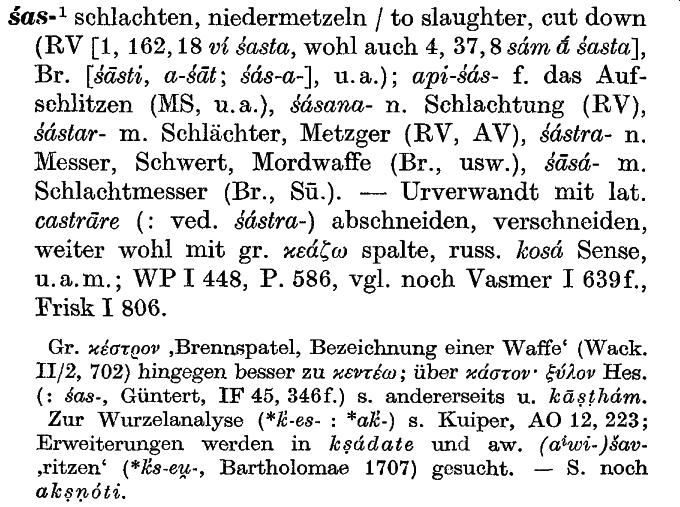 śas-¹ schlachten, niedermetzeln / to slaughter, cut down
(RV [1, 162,18 ví śasta, wohl auch 4, 37,8 sám ā́ śasta],
Br. [śā́sti, a-śāt; śás-a-], u.a.); api-śás- f. das Auf-
schlitzen (MS, u.a.), śásana- n. Schlachtung (RV),
śástar- m. Schlächter, Metzger (RV, AV), śástra- n.
Messer, Schwert, Mordwaffe (Br., usw.), śāsá- m.
Schlachtmesser (Br., Sū.). — Urverwandt mit lat.
castrāre (: ved. śástra-) abschneiden, verschneiden,
weiter wohl mit gr. κεάζω spalte, russ. kosá Sense,
u.a.m.; WP I 448, P. 586, vgl. noch Vasmer I 639f.,
Frisk I 806.
Gr. κέστρον ‚Brennspatel, Bezeichnung einer Waffe‘ (Wack.
II/2, 702) hingegen besser zu κεντέω; über κάστον· ξύλον Hes.
(: śas-, Güntert, IF 45, 346f.) s. andererseits u. kāṣṭhám.
Zur Wurzelanalyse (*k̑-es- : *ak̑-) s. Kuiper, AO 12, 223;
Erweiterungen werden in kṣádate und aw. (aⁱwi-)šav-
‚ritzen‘ (*k̑s-eu̯-, Bartholomae 1707) gesucht. — S. noch
akṣṇóti.